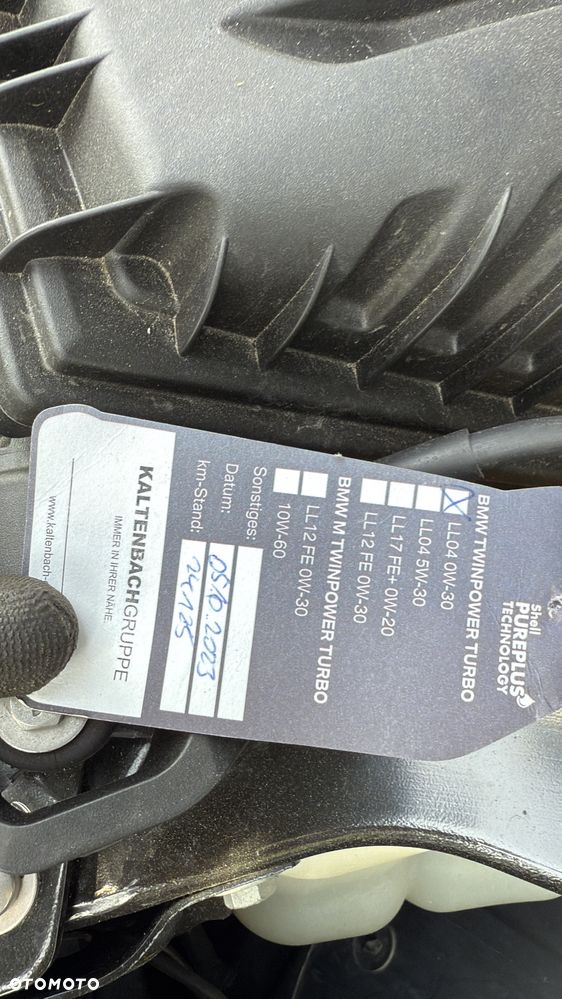 Shell
PUREPLUS
TECHNOLOGY
BMW TWINPOWER TURBO
X LL04 0W-30
LL04 5W-30
LL17 FE+ 0W-20
LL12 FE 0W-30
BMW M TWINPOWER TURBO
LL12 FE 0W-30
10W-60
Sonstiges:
Datum: 05.10.2023
km-Stand: 24125
KALTENBACHGRUPPE
IMMER IN IHRER NÄHE.
www.kaltenbach-
OTOMOTO